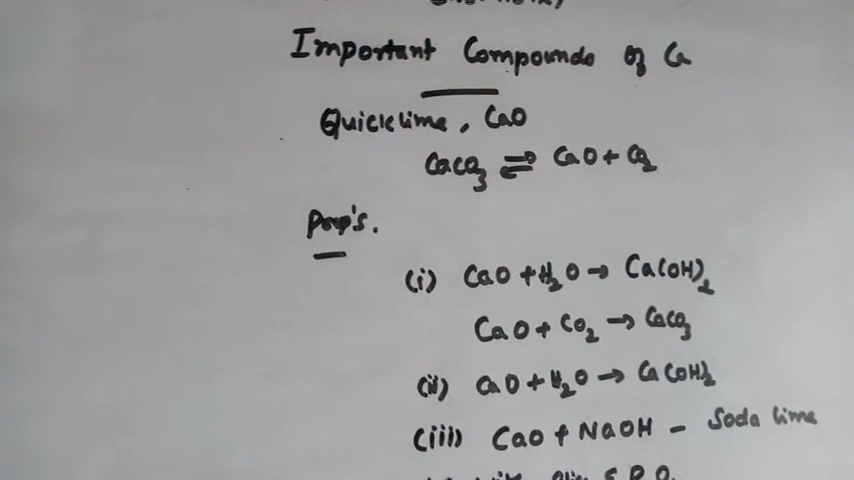 Important Compounds of Ca
Quicklime, CaO
CaCO3 ⇌ CaO + CO2
Prop's.
(i) CaO + H2O → Ca(OH)2
CaO + CO2 → CaCO3
(ii) CaO + H2O → Ca(OH)2
(iii) CaO + NaOH - Soda lime